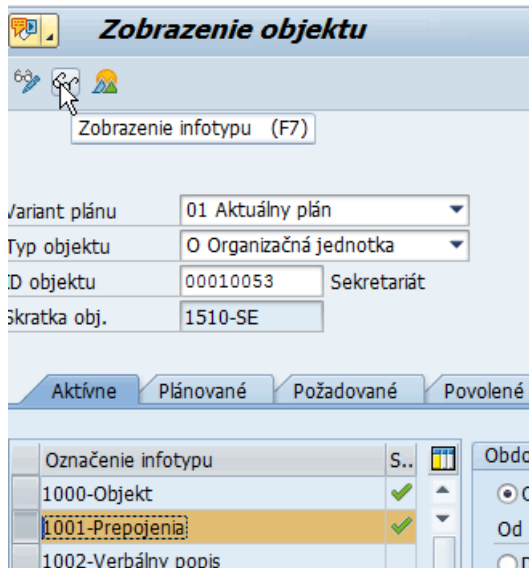 Zobrazenie objektu
Zobrazenie infotypu (F7)
Variant plánu 01 Aktuálny plán
Typ objektu O Organizačná jednotka
ID objektu 00010053 Sekretariát
Skratka obj. 1510-SE
Aktívne Plánované Požadované Povolené
Označenie infotypu S..
1000-Objekt
1001-Prepojenia
Od
1002-Verbálny popis